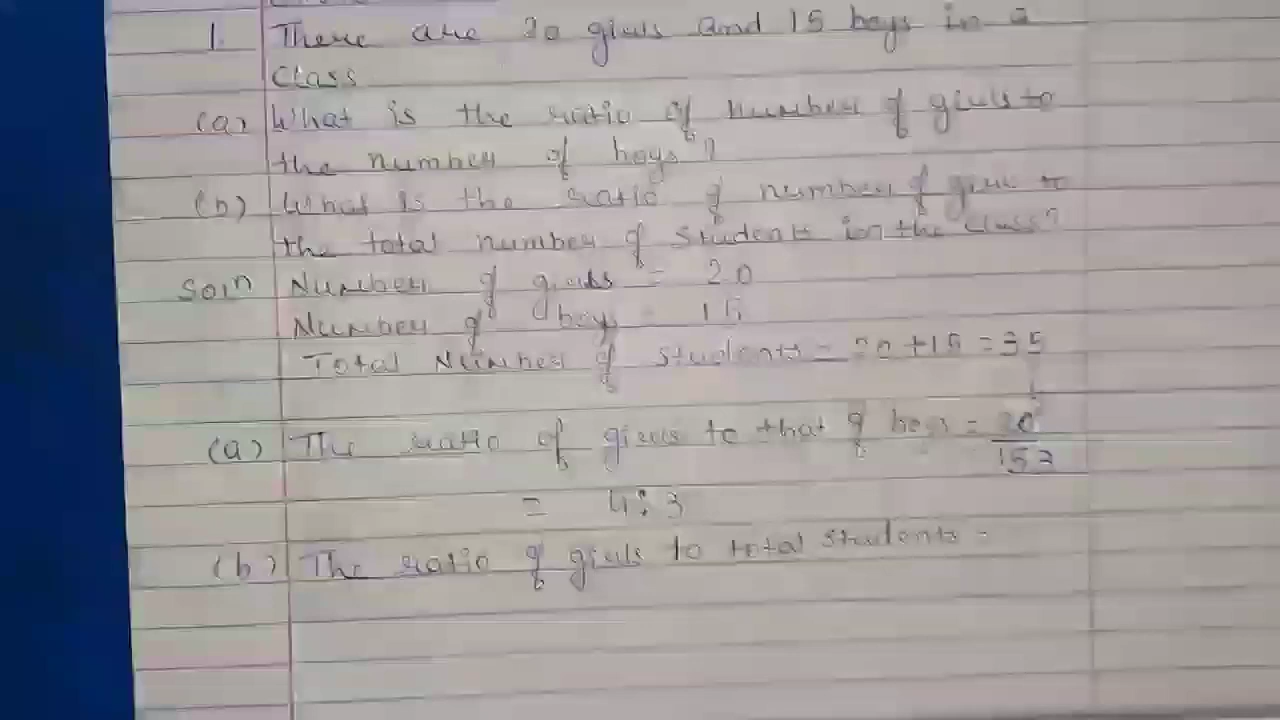 1. There are 20 girls and 15 boys in a
Class
(a) What is the ratio of number of girls to
the number of boys?
(b) What is the ratio of number of girls to
the total number of students in the class?
Soln Number of girls = 20
Number of boys = 15
Total Number of students = 20 + 15 = 35
(a) The ratio of girls to that of boys = 20
15 3
= 4:3
(b) The ratio of girls to total students =